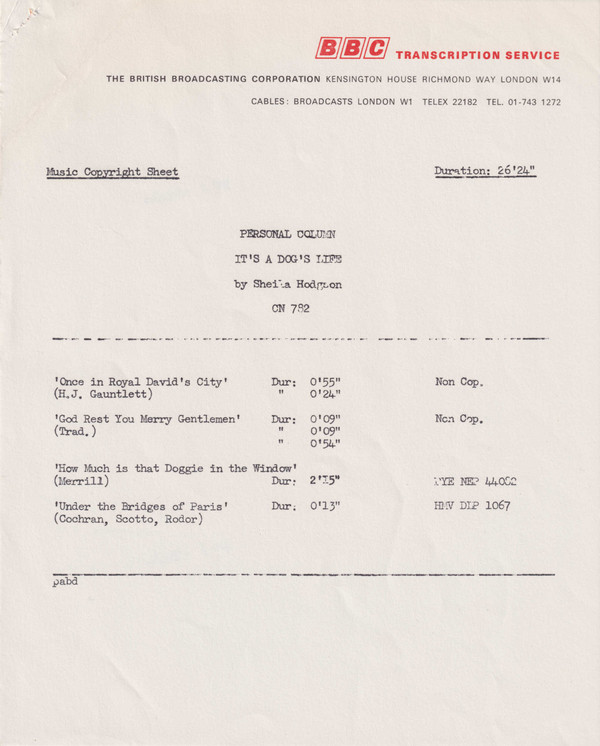 BBC TRANSCRIPTION SERVICE
THE BRITISH BROADCASTING CORPORATION KENSINGTON HOUSE RICHMOND WAY LONDON W14
CABLES: BROADCASTS LONDON W1 TELEX 22182 TEL. 01-743 1272
Music Copyright Sheet Duration: 26'24"
PERSONAL COLUMN
IT'S A DOG'S LIFE
by Sheila Hodgson
CN 782
'Once in Royal David's City' Dur: 0'55" Non Cop.
(H.J. Gauntlett) " 0'24"
'God Rest You Merry Gentlemen' Dur: 0'09" Non Cop.
(Trad.) " 0'09"
" 0'54"
'How Much is that Doggie in the Window'
(Merrill) Dur: 2'15" PYE NEP
'Under the Bridges of Paris' Dur: 0'13" HMV DLP 1067
(Cochran, Scotto, Rodor)
pabd